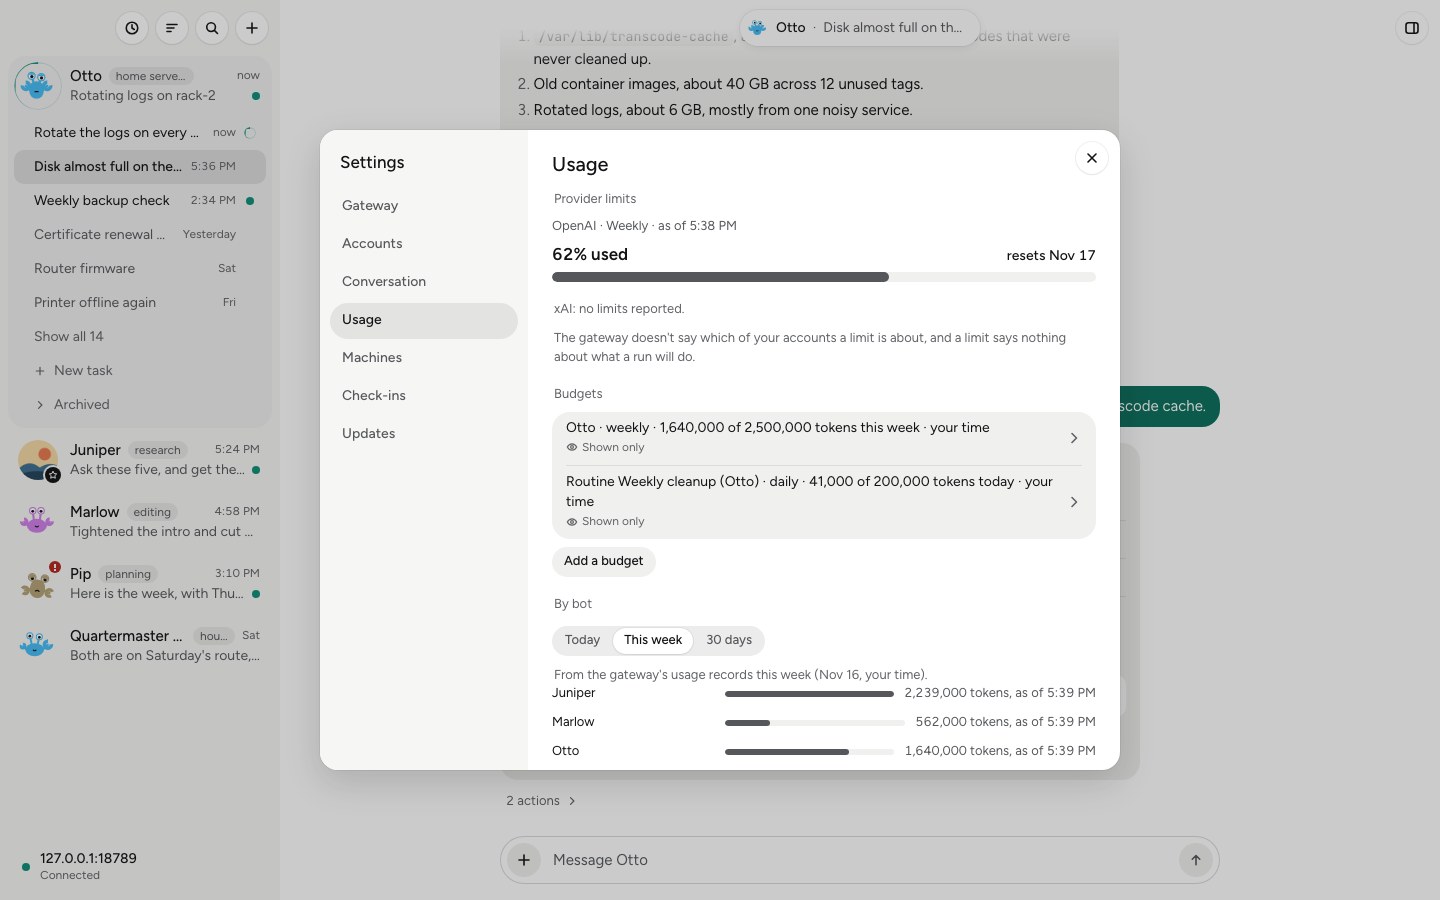 Otto · Disk almost full on th...
1. /var/lib/transcode-cache, odes that were
never cleaned up.
2. Old container images, about 40 GB across 12 unused tags.
3. Rotated logs, about 6 GB, mostly from one noisy service.
Otto home serve... now
Rotating logs on rack-2
Rotate the logs on every ... now
Disk almost full on the... 5:36 PM
Weekly backup check 2:34 PM
Certificate renewal ... Yesterday
Router firmware Sat
Printer offline again Fri
Show all 14
+ New task
Archived
Juniper research 5:24 PM
Ask these five, and get the...
Marlow editing 4:58 PM
Tightened the intro and cut ...
Pip planning 3:10 PM
Here is the week, with Thu...
Quartermaster ... hou... Sat
Both are on Saturday's route,...
127.0.0.1:18789
Connected
Settings
Gateway
Accounts
Conversation
Usage
Machines
Check-ins
Updates
Usage
Provider limits
OpenAI · Weekly · as of 5:38 PM
62% used resets Nov 17
xAI: no limits reported.
The gateway doesn't say which of your accounts a limit is about, and a limit says nothing
about what a run will do.
Budgets
Otto · weekly · 1,640,000 of 2,500,000 tokens this week · your time
Shown only
Routine Weekly cleanup (Otto) · daily · 41,000 of 200,000 tokens today · your
time
Shown only
Add a budget
By bot
Today This week 30 days
From the gateway's usage records this week (Nov 16, your time).
Juniper 2,239,000 tokens, as of 5:39 PM
Marlow 562,000 tokens, as of 5:39 PM
Otto 1,640,000 tokens, as of 5:39 PM
scode cache.
2 actions
Message Otto